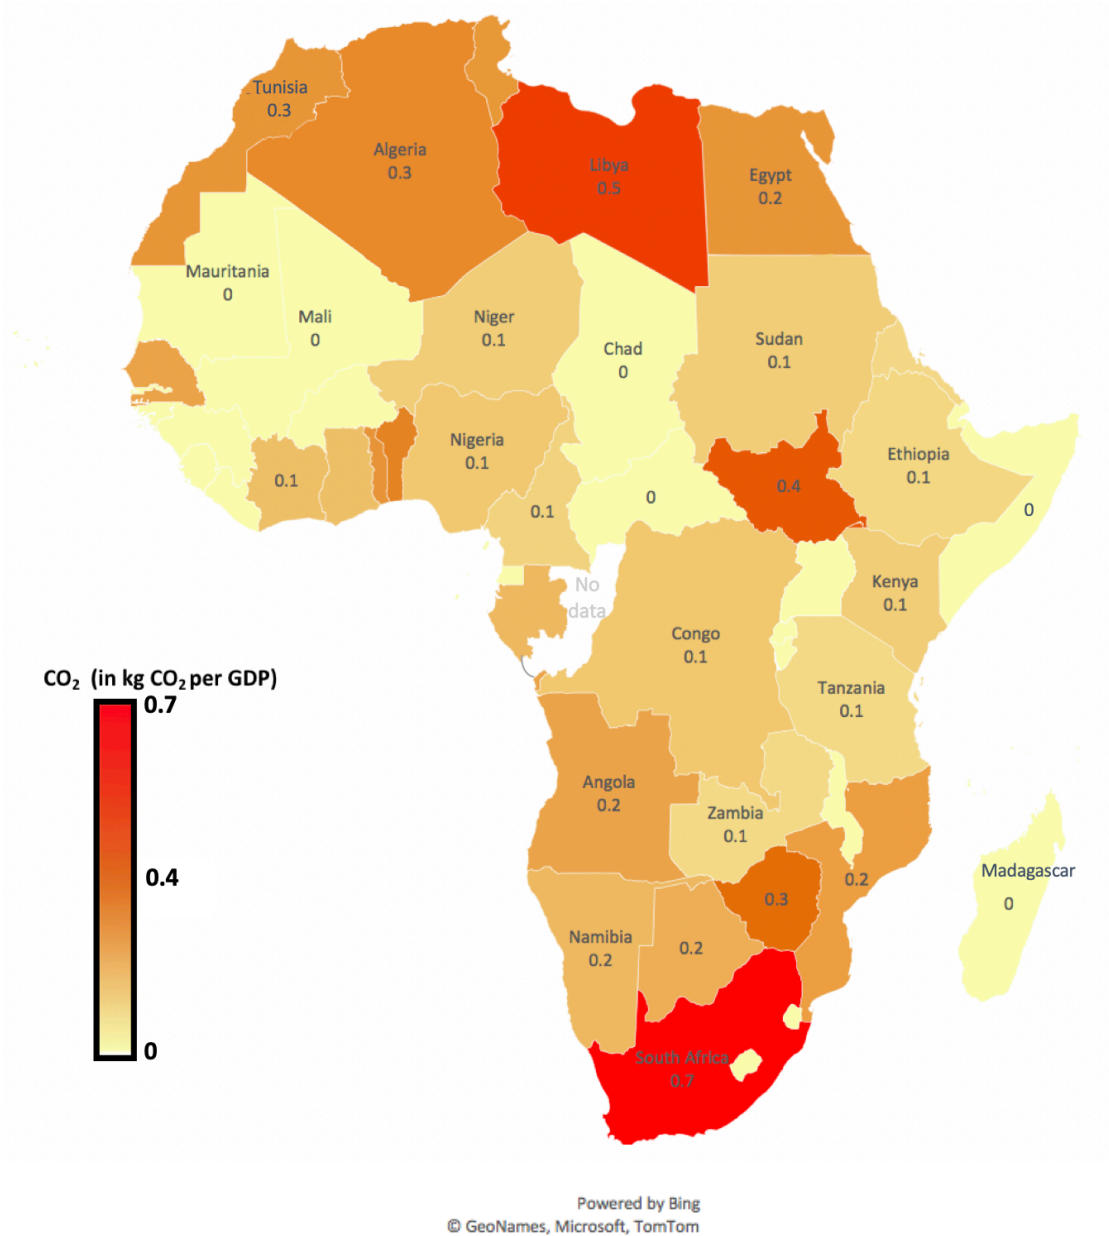 Tunisia
0.3
Algeria
0.3
Libya
0.5
Egypt
0.2
Mauritania
0
Mali
0
Niger
0.1
Chad
0
Sudan
0.1
Nigeria
0.1
Ethiopia
0.1
0.1
0.1
0
0.4
0
No
data
Kenya
0.1
Congo
0.1
Tanzania
0.1
CO₂ (in kg CO₂ per GDP)
0.7
0.4
0
Angola
0.2
Zambia
0.1
0.2
Madagascar
0
0.3
Namibia
0.2
0.2
South Africa
0.7
Powered by Bing
© GeoNames, Microsoft, TomTom